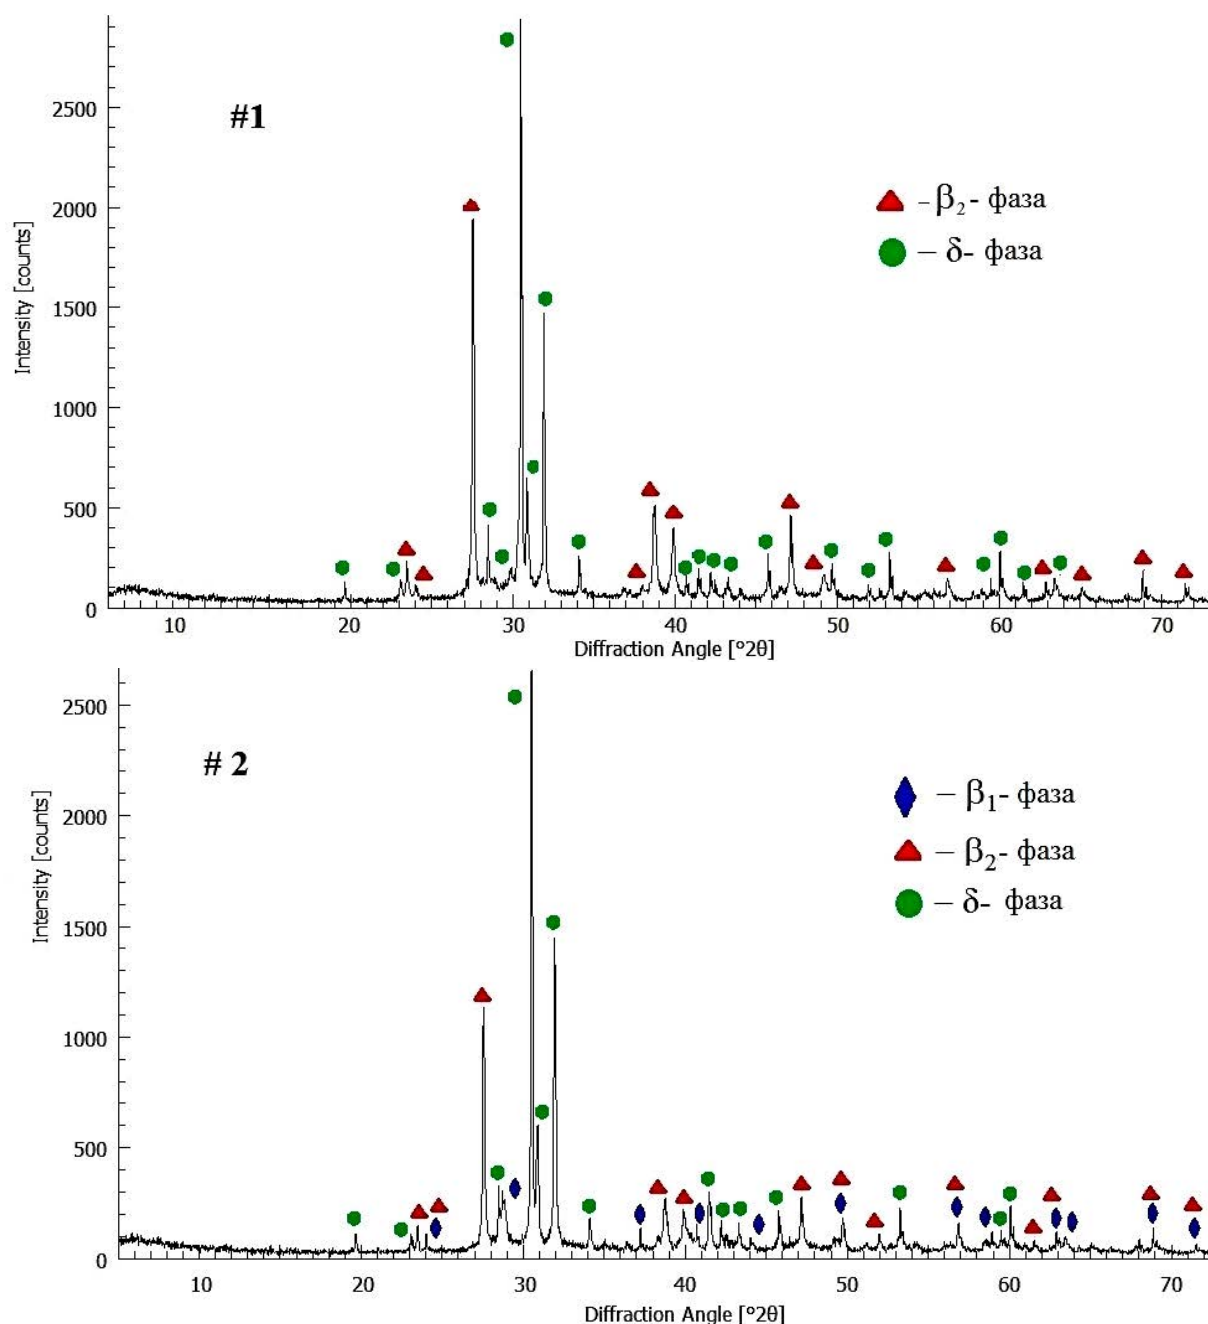 #1
2500
2000
1500
1000
500
0
Intensity [counts]
- β₂- фаза
– δ- фаза
10 20 30 40 50 60 70
Diffraction Angle [°2θ]
# 2
2500
2000
1500
1000
500
0
Intensity [counts]
– β₁- фаза
– β₂- фаза
– δ- фаза
10 20 30 40 50 60 70
Diffraction Angle [°2θ]